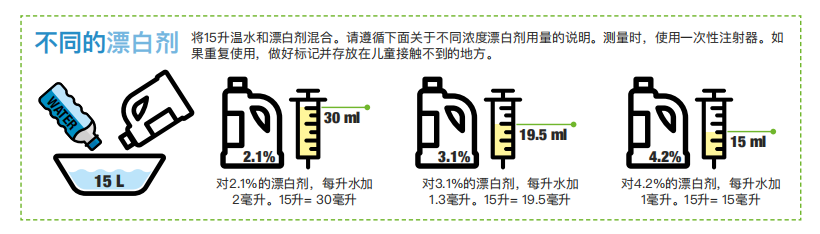 不同的漂白剂
将15升温水和漂白剂混合。请遵循下面关于不同浓度漂白剂用量的说明。测量时，使用一次性注射器。如
果重复使用，做好标记并存放在儿童接触不到的地方。
WATER
15 L
2.1%
30 ml
对2.1%的漂白剂，每升水加
2毫升。15升= 30毫升
3.1%
19.5 ml
对3.1%的漂白剂，每升水加
1.3毫升。15升= 19.5毫升
4.2%
15 ml
对4.2%的漂白剂，每升水加
1毫升。15升= 15毫升